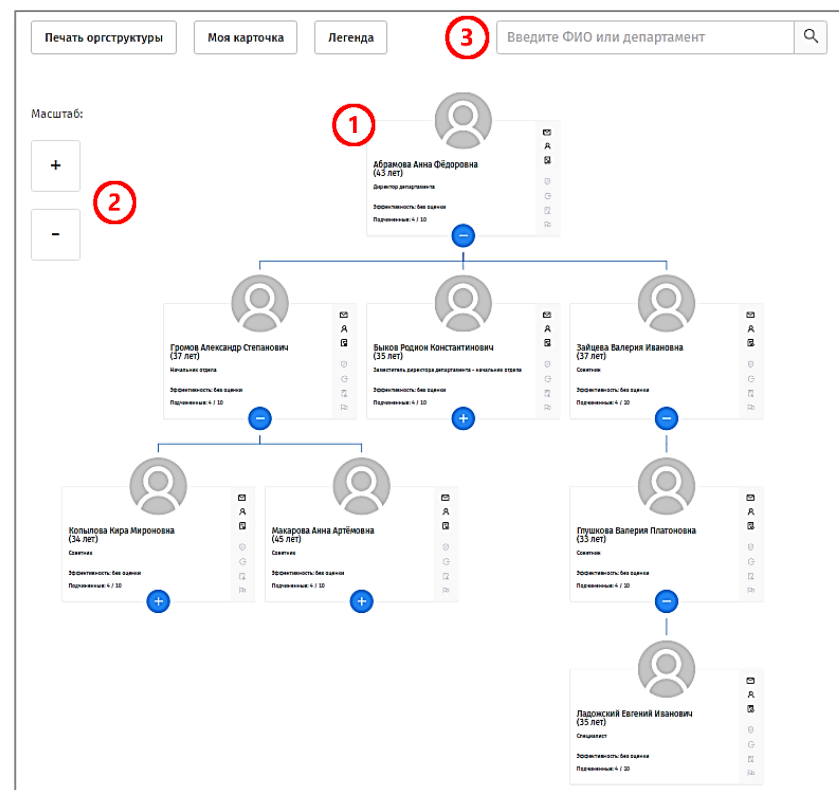 Печать оргструктуры
Моя карточка
Легенда
3
Введите ФИО или департамент
Масштаб:
+
2
-
1
Абрамова Анна Фёдоровна
(43 лет)
Директор департамента
Эффективность: без оценки
Подчиненные: 4 / 10
Громов Александр Степанович
(37 лет)
Начальник отдела
Эффективность: без оценки
Подчиненные: 4 / 10
Быков Родион Константинович
(35 лет)
Заместитель директора департамента - начальник отдела
Эффективность: без оценки
Подчиненные: 4 / 10
Зайцева Валерия Ивановна
(37 лет)
Советник
Эффективность: без оценки
Подчиненные: 4 / 10
Копылова Кира Мироновна
(34 лет)
Советник
Эффективность: без оценки
Подчиненные: 4 / 10
Макарова Анна Артёмовна
(45 лет)
Советник
Эффективность: без оценки
Подчиненные: 4 / 10
Глушкова Валерия Платоновна
(33 лет)
Советник
Эффективность: без оценки
Подчиненные: 4 / 10
Ладожский Евгений Иванович
(35 лет)
Специалист
Эффективность: без оценки
Подчиненные: 4 / 10